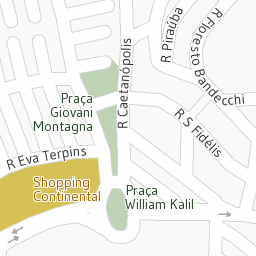 R Piraúba
R Floresto Bandecchi
R Caetanópolis
Praça
Giovani
Montagna
R S Fidélis
R Eva Terpins
Shopping
Continental
Praça
William Kalil